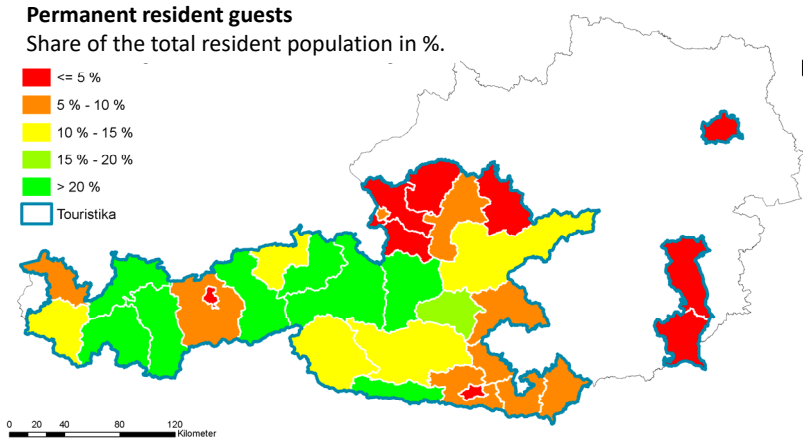 Permanent resident guests
Share of the total resident population in %.
<= 5 %
5 % - 10 %
10 % - 15 %
15 % - 20 %
> 20 %
Touristika
0 20 40 80 120
Kilometer